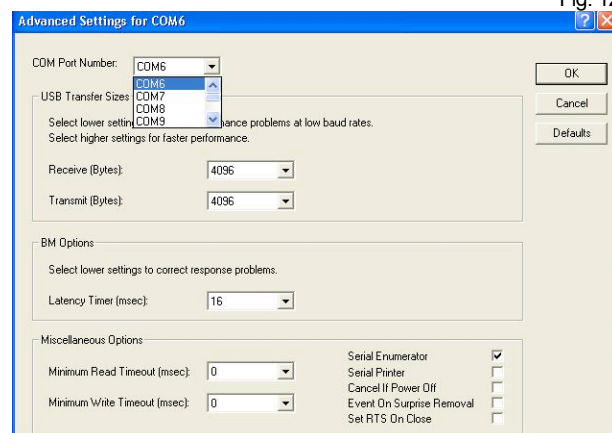 Fig. 12
Advanced Settings for COM6
COM Port Number: COM6
COM6
COM7
COM8
COM9
OK
Cancel
Defaults
USB Transfer Sizes
Select lower settin ance problems at low baud rates.
Select higher settings for faster performance.
Receive (Bytes): 4096
Transmit (Bytes): 4096
BM Options
Select lower settings to correct response problems.
Latency Timer (msec): 16
Miscellaneous Options
Minimum Read Timeout (msec): 0
Minimum Write Timeout (msec): 0
Serial Enumerator
Serial Printer
Cancel If Power Off
Event On Surprise Removal
Set RTS On Close